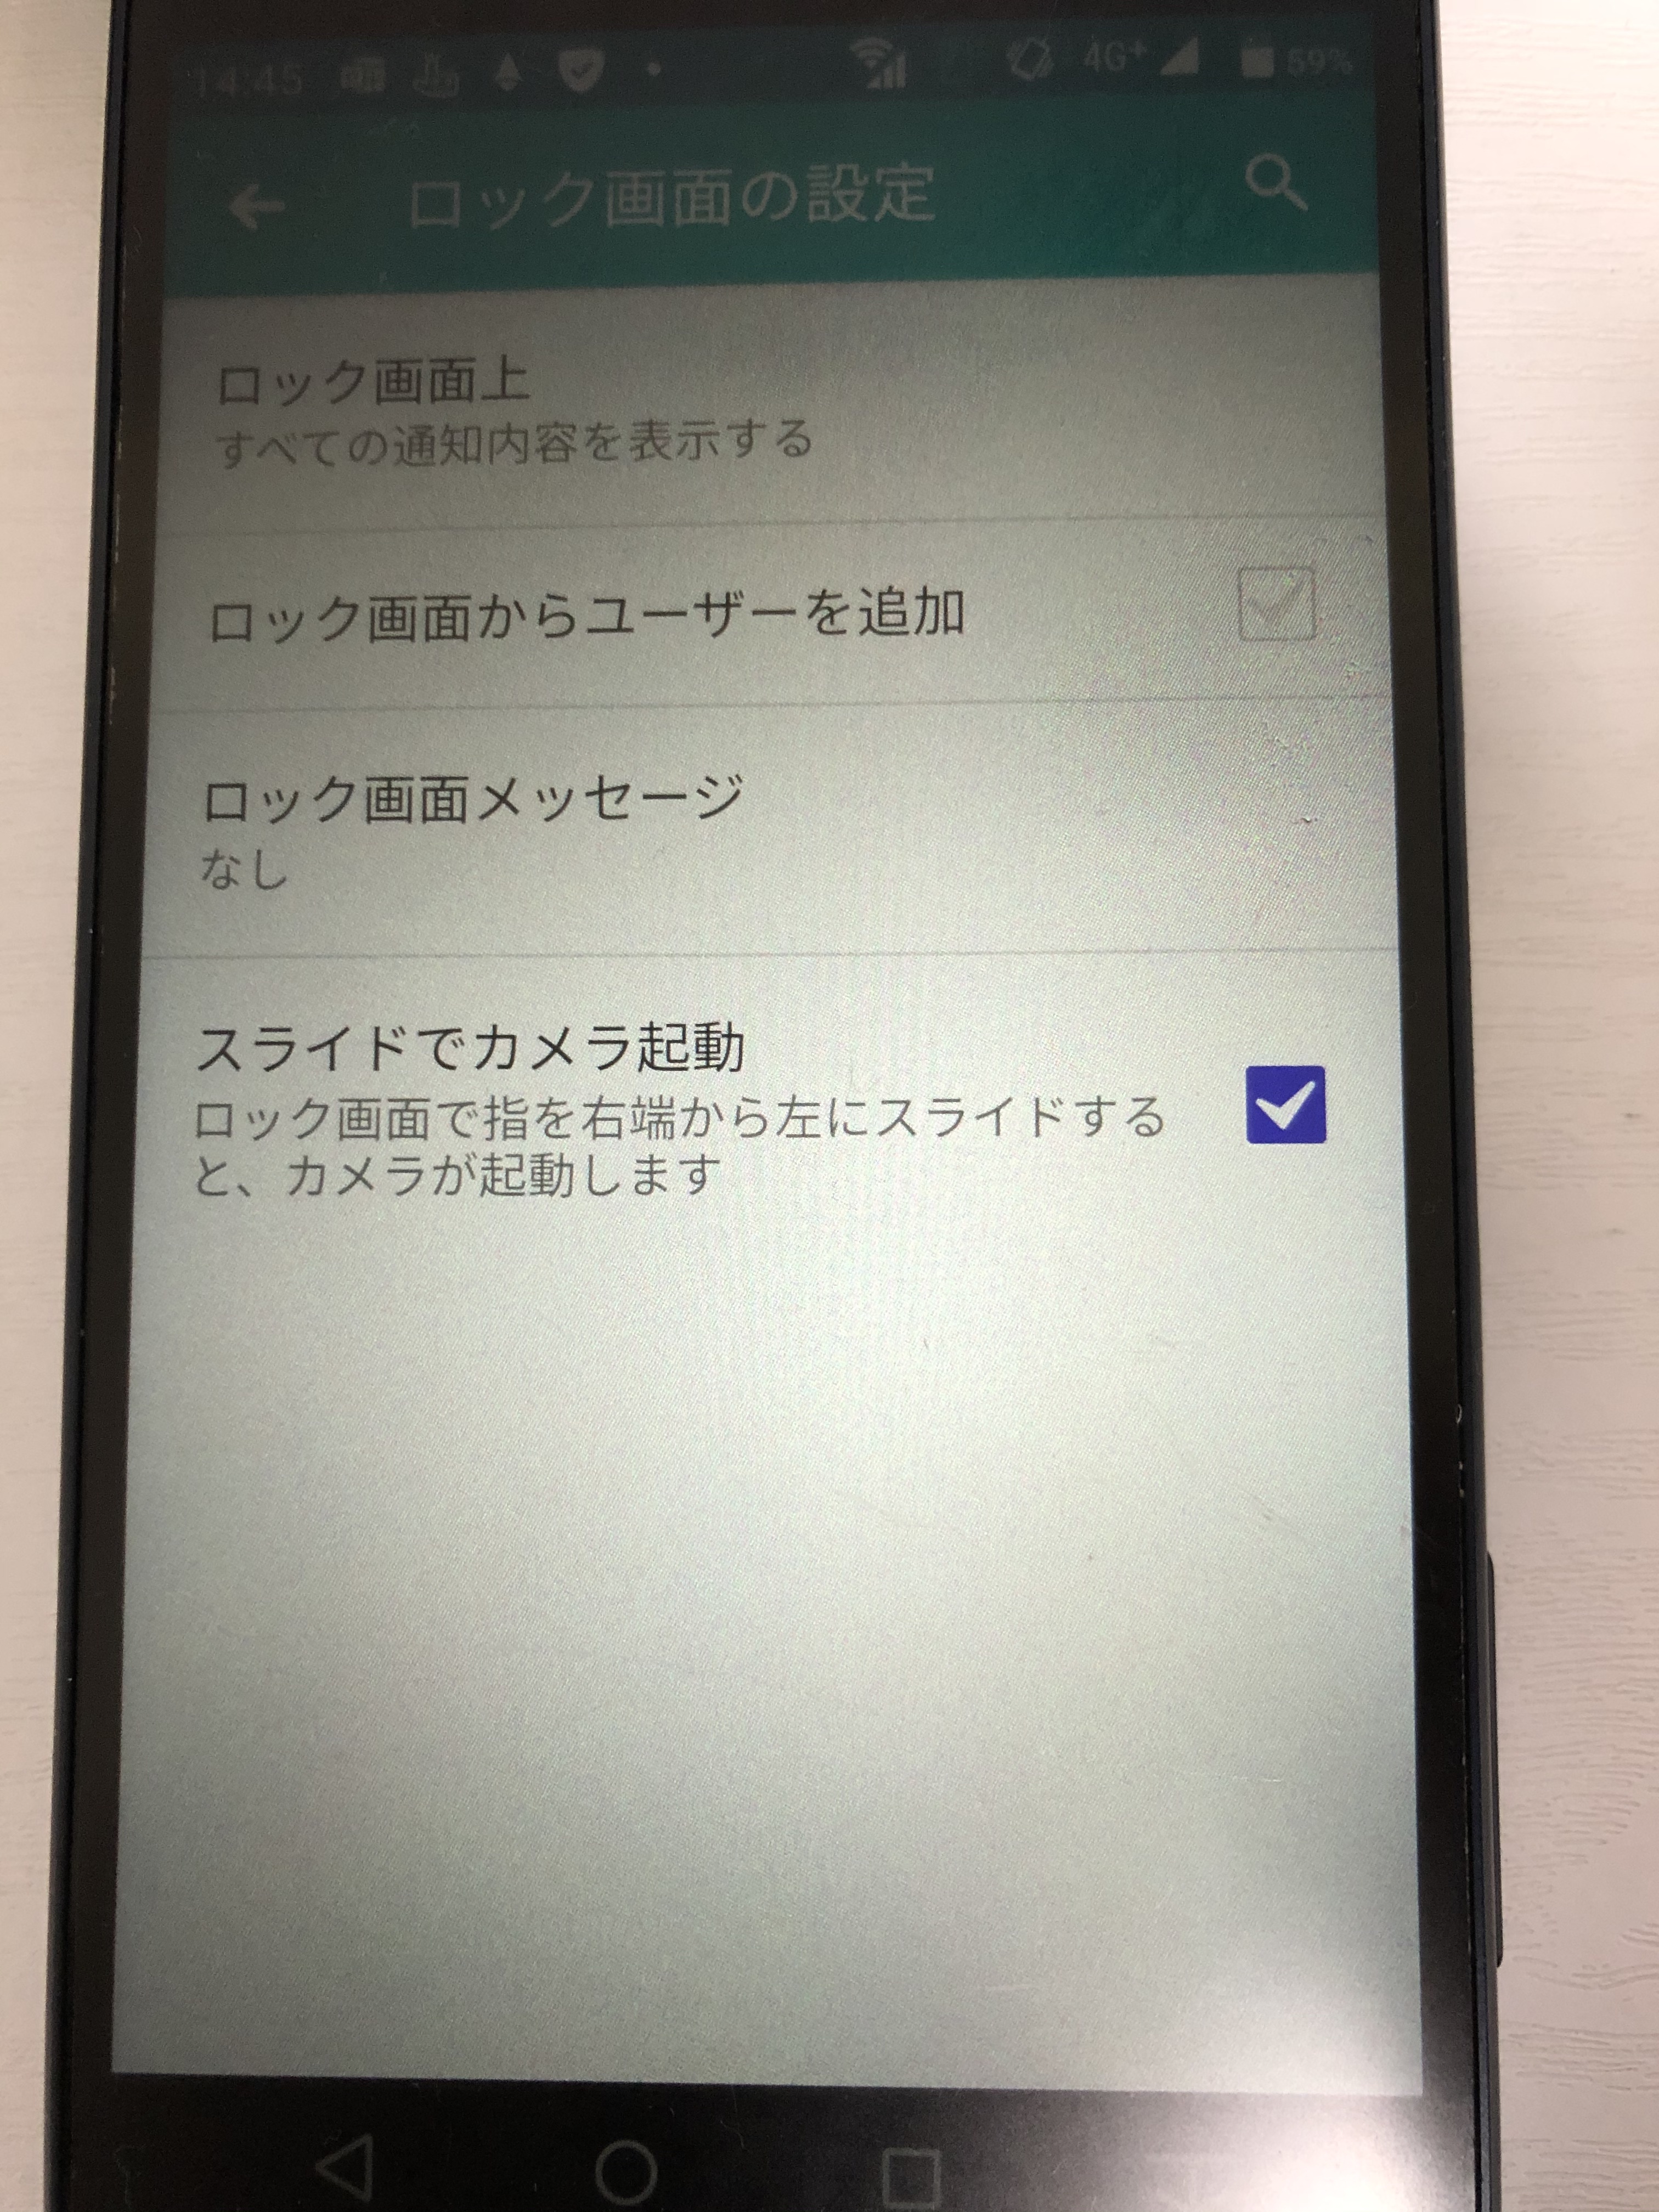 14:45 4G+ 59%
ロック画面の設定
ロック画面上
すべての通知内容を表示する
ロック画面からユーザーを追加
ロック画面メッセージ
なし
スライドでカメラ起動
ロック画面で指を右端から左にスライドする
と、カメラが起動します